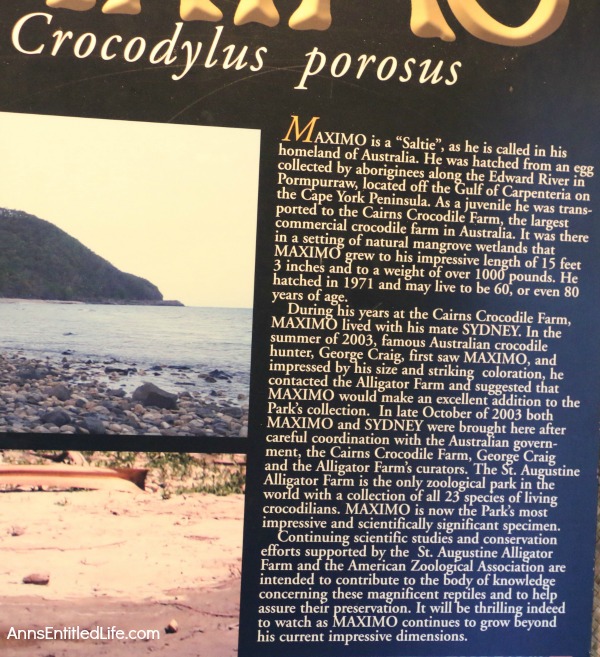 Crocodylus porosus
MAXIMO is a “Saltie”, as he is called in his
homeland of Australia. He was hatched from an egg
collected by aboriginees along the Edward River in
Pormpurraw, located off the Gulf of Carpenteria on
the Cape York Peninsula. As a juvenile he was trans-
ported to the Cairns Crocodile Farm, the largest
commercial crocodile farm in Australia. It was there
in a setting of natural mangrove wetlands that
MAXIMO grew to his impressive length of 15 feet
3 inches and to a weight of over 1000 pounds. He
hatched in 1971 and may live to be 60, or even 80
years of age.
During his years at the Cairns Crocodile Farm,
MAXIMO lived with his mate SYDNEY. In the
summer of 2003, famous Australian crocodile
hunter, George Craig, first saw MAXIMO, and
impressed by his size and striking coloration, he
contacted the Alligator Farm and suggested that
MAXIMO would make an excellent addition to the
Park's collection. In late October of 2003 both
MAXIMO and SYDNEY were brought here after
careful coordination with the Australian govern-
ment, the Cairns Crocodile Farm, George Craig
and the Alligator Farm's curators. The St. Augustine
Alligator Farm is the only zoological park in the
world with a collection of all 23 species of living
crocodilians. MAXIMO is now the Park's most
impressive and scientifically significant specimen.
Continuing scientific studies and conservation
efforts supported by the St. Augustine Alligator
Farm and the American Zoological Association are
intended to contribute to the body of knowledge
concerning these magnificent reptiles and to help
assure their preservation. It will be thrilling indeed
to watch as MAXIMO continues to grow beyond
his current impressive dimensions.
AnnsEntitledLife.com